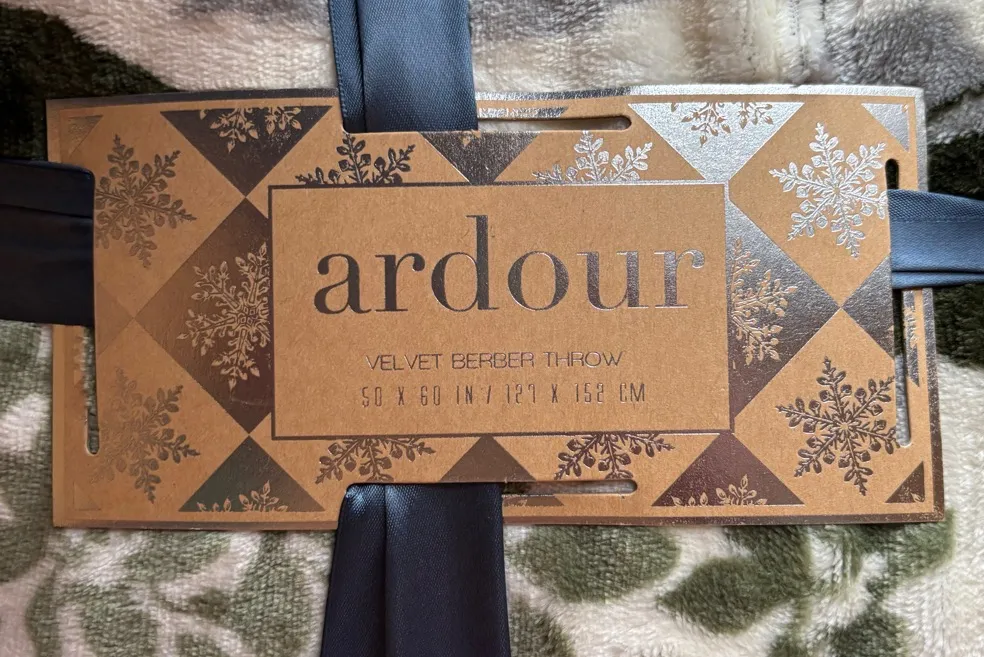 ardour
VELVET BERBER THROW
50 X 60 IN / 127 X 152 CM